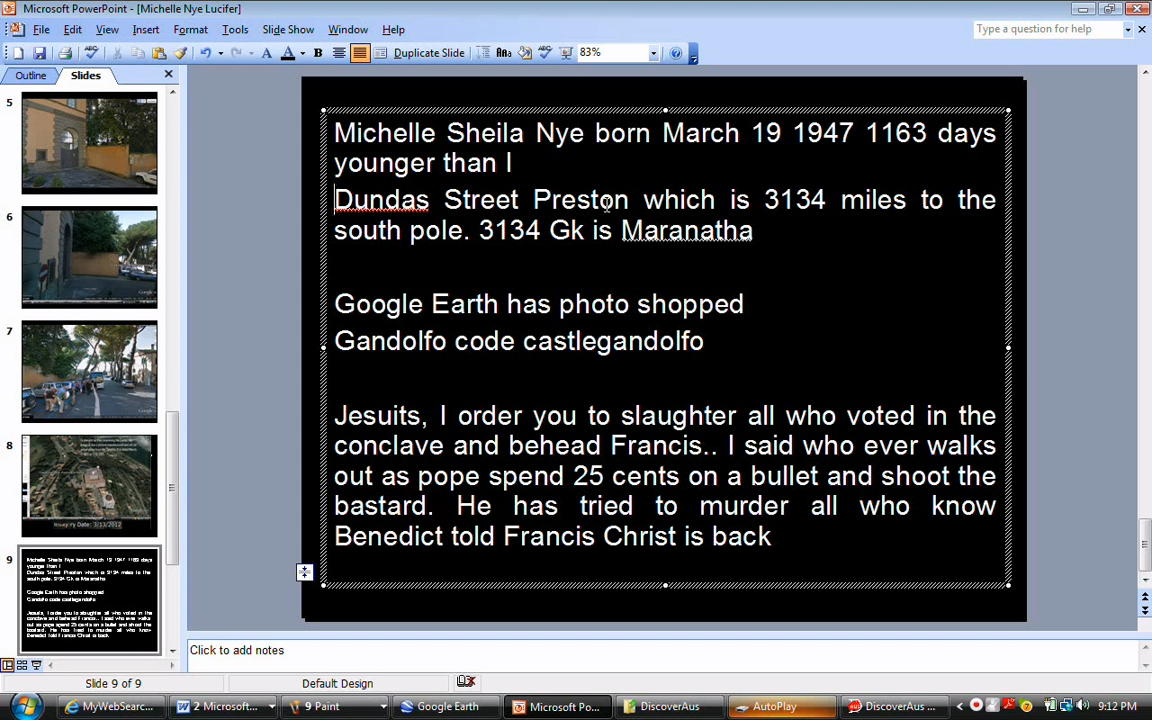 Microsoft PowerPoint - [Michelle Nye Lucifer]
File Edit View Insert Format Tools Slide Show Window Help
Type a question for help
Duplicate Slide 83%
Outline Slides
5
6
7
8
9
Michelle Sheila Nye born March 19 1947 1163 days
younger than I
Dundas Street Preston which is 3134 miles to the
south pole. 3134 Gk is Maranatha
Google Earth has photo shopped
Gandolfo code castlegandolfo
Jesuits, I order you to slaughter all who voted in the
conclave and behead Francis.. I said who ever walks
out as pope spend 25 cents on a bullet and shoot the
bastard. He has tried to murder all who know
Benedict told Francis Christ is back
Click to add notes
Slide 9 of 9 Default Design
MyWebSearc... 2 Microsoft... 9 Paint Google Earth Microsoft Po... DiscoverAus AutoPlay DiscoverAus ... 9:12 PM